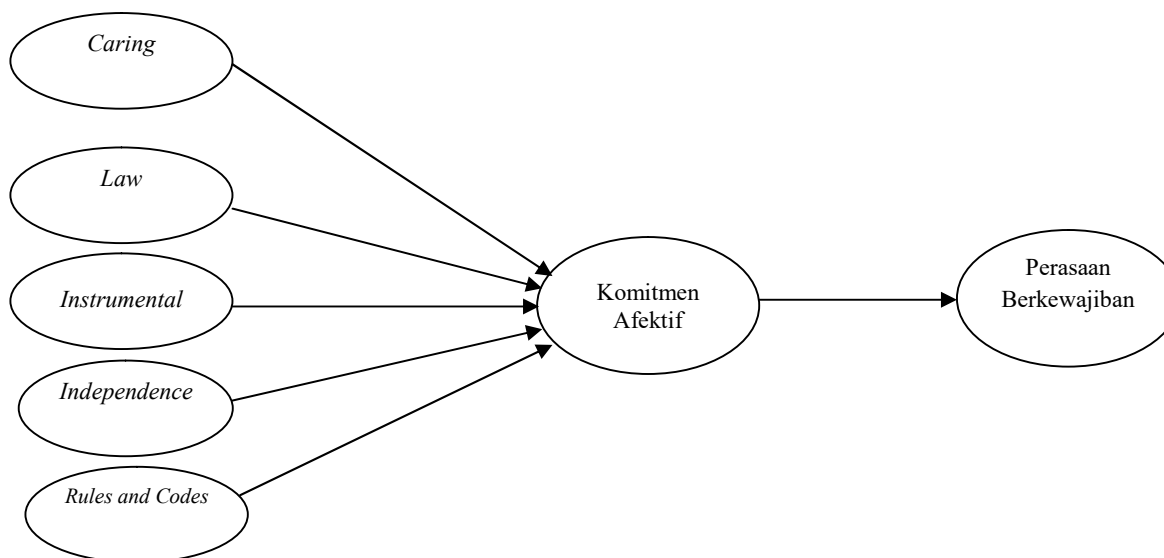 Caring
Law
Instrumental
Independence
Rules and Codes
Komitmen
Afektif
Perasaan
Berkewajiban